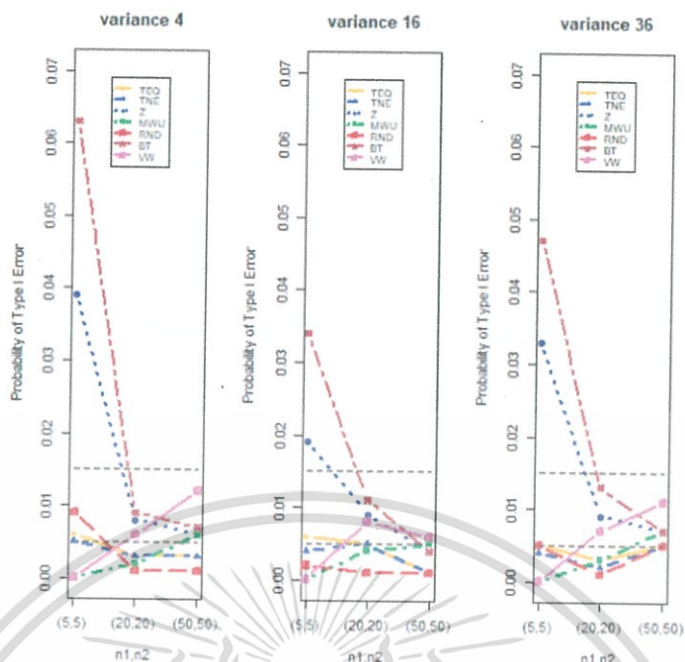 variance 4
variance 16
variance 36
Probability of Type I Error
0.07
0.06
0.05
0.04
0.03
0.02
0.01
0.00
TEQ
TNE
Z
MWU
RND
BT
VW
(5,5)
(20,20)
(50,50)
n1,n2
Probability of Type I Error
0.07
0.06
0.05
0.04
0.03
0.02
0.01
0.00
TEQ
TNE
Z
MWU
RND
BT
VW
(5,5)
(20,20)
(50,50)
n1,n2
Probability of Type I Error
0.07
0.06
0.05
0.04
0.03
0.02
0.01
0.00
TEQ
TNE
Z
MWU
RND
BT
VW
(5,5)
(20,20)
(50,50)
n1,n2